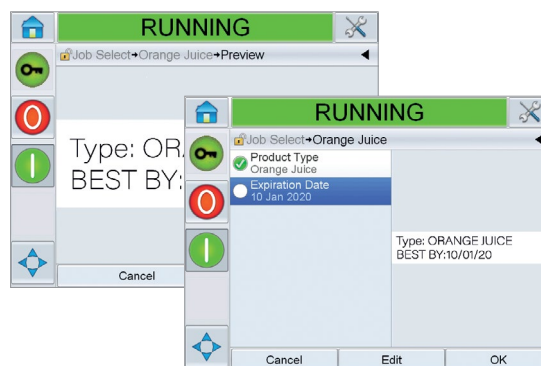 RUNNING
Job Select→Orange Juice→Preview
Type: OR
BEST BY:
Cancel
RUNNING
Job Select→Orange Juice
Product Type
Orange Juice
Expiration Date
10 Jan 2020
Type: ORANGE JUICE
BEST BY:10/01/20
Cancel
Edit
OK